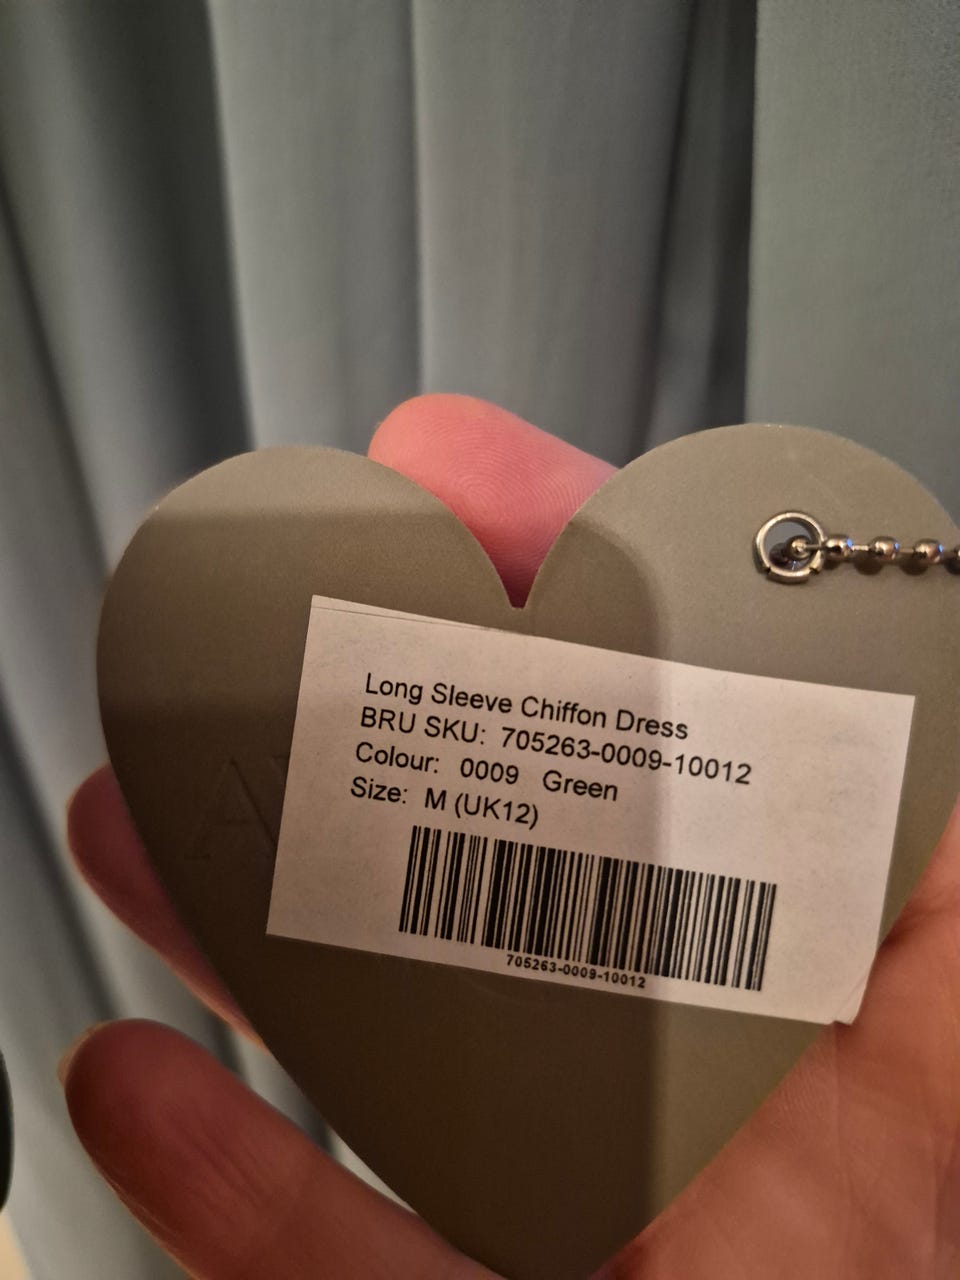 Long Sleeve Chiffon Dress
BRU SKU: 705263-0009-10012
Colour: 0009 Green
Size: M (UK12)
705263-0009-10012